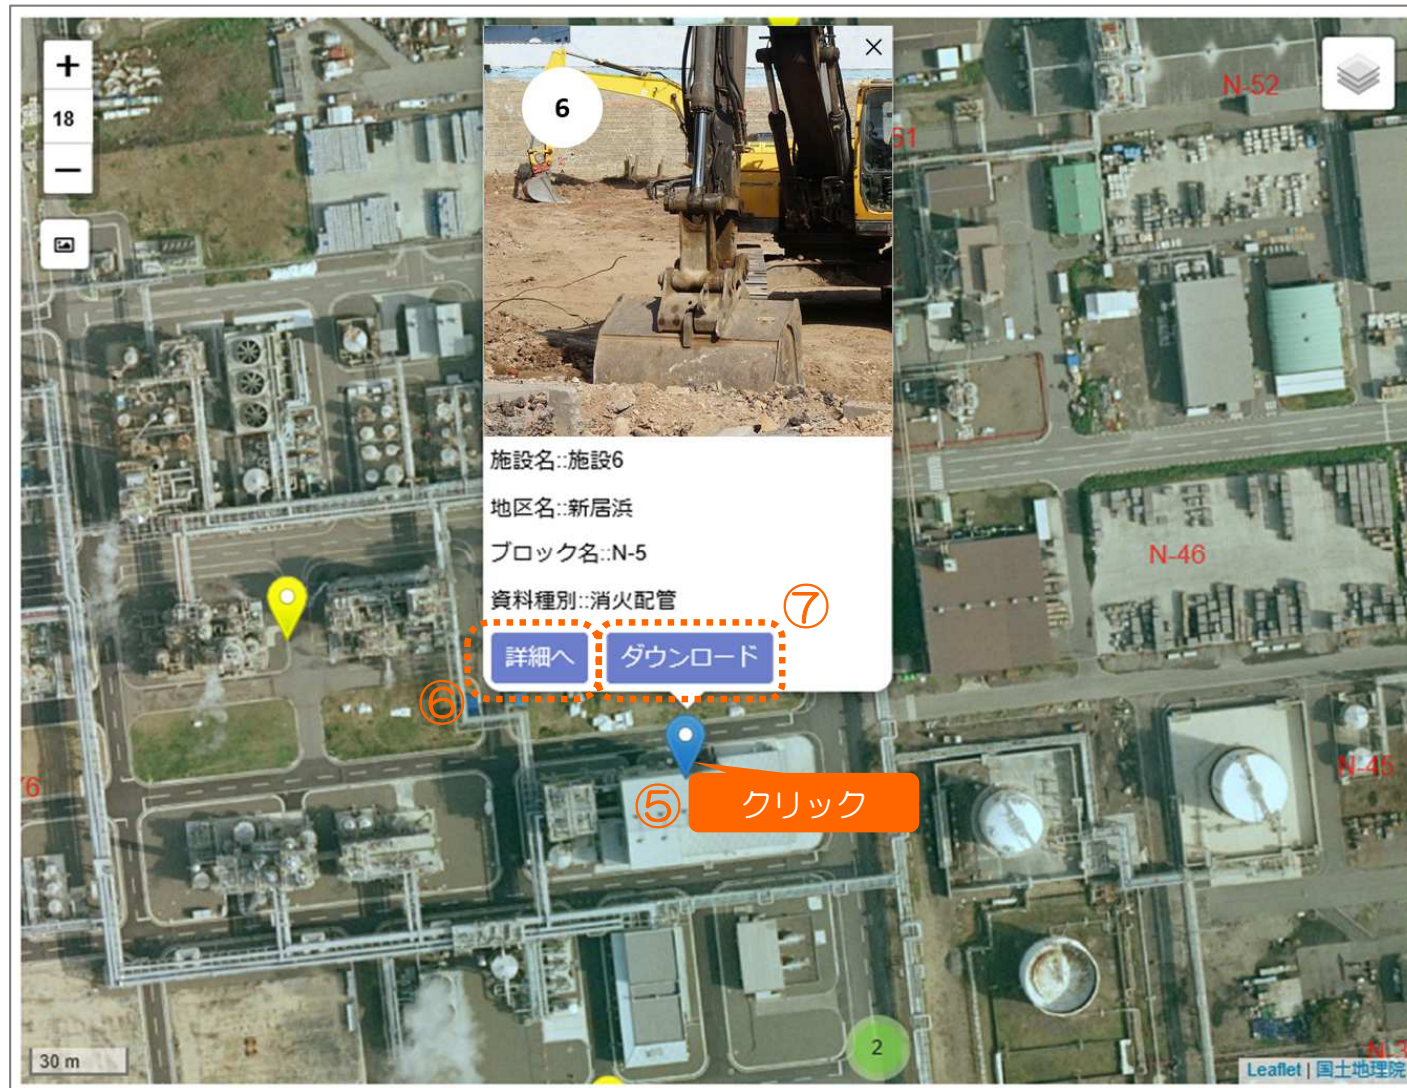 +
18
−
6
×
N-52
施設名::施設6
地区名::新居浜
ブロック名::N-5
資料種別::消火配管
⑦
詳細へ
ダウンロード
⑥
N-46
⑤
クリック
N-45
2
30 m
Leaflet | 国土地理院